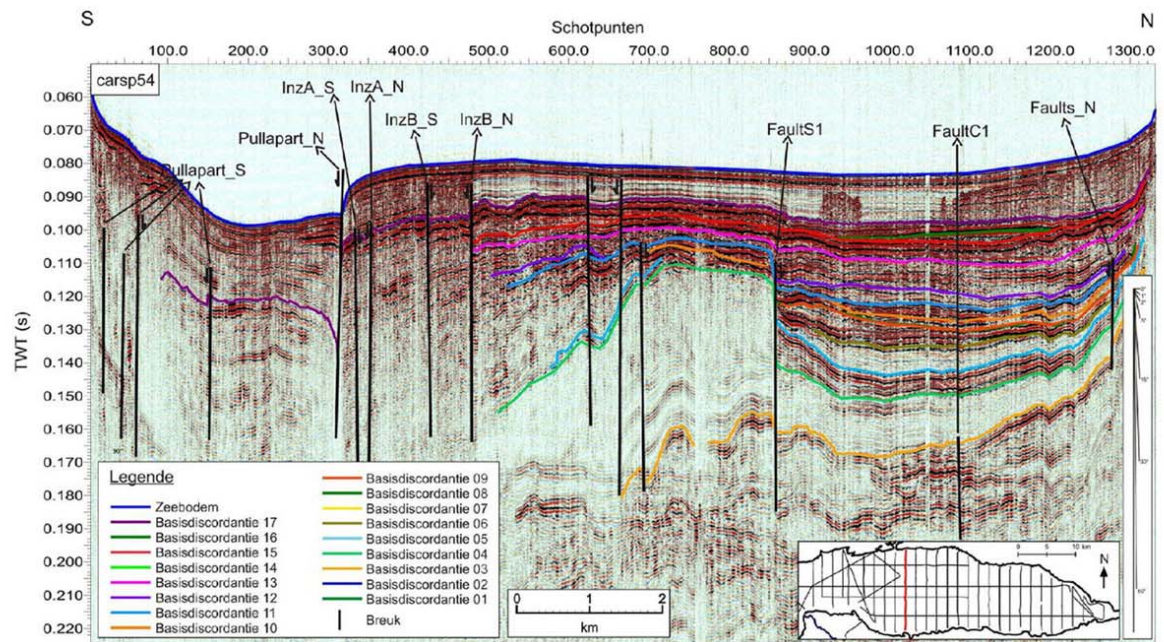 S
N
Schotpunten
100.0 200.0 300.0 400.0 500.0 600.0 700.0 800.0 900.0 1000.0 1100.0 1200.0 1300.0
carsp54
InzA_S
InzA_N
InzB_S
InzB_N
Pullapart_N
Pullapart_S
FaultS1
FaultC1
Faults_N
TWT (s)
0.060
0.070
0.080
0.090
0.100
0.110
0.120
0.130
0.140
0.150
0.160
0.170
0.180
0.190
0.200
0.210
0.220
Legende
Zeebodem
Basisdiscordantie 17
Basisdiscordantie 16
Basisdiscordantie 15
Basisdiscordantie 14
Basisdiscordantie 13
Basisdiscordantie 12
Basisdiscordantie 11
Basisdiscordantie 10
Basisdiscordantie 09
Basisdiscordantie 08
Basisdiscordantie 07
Basisdiscordantie 06
Basisdiscordantie 05
Basisdiscordantie 04
Basisdiscordantie 03
Basisdiscordantie 02
Basisdiscordantie 01
Breuk
0 1 2
km
0 5 10 km
N